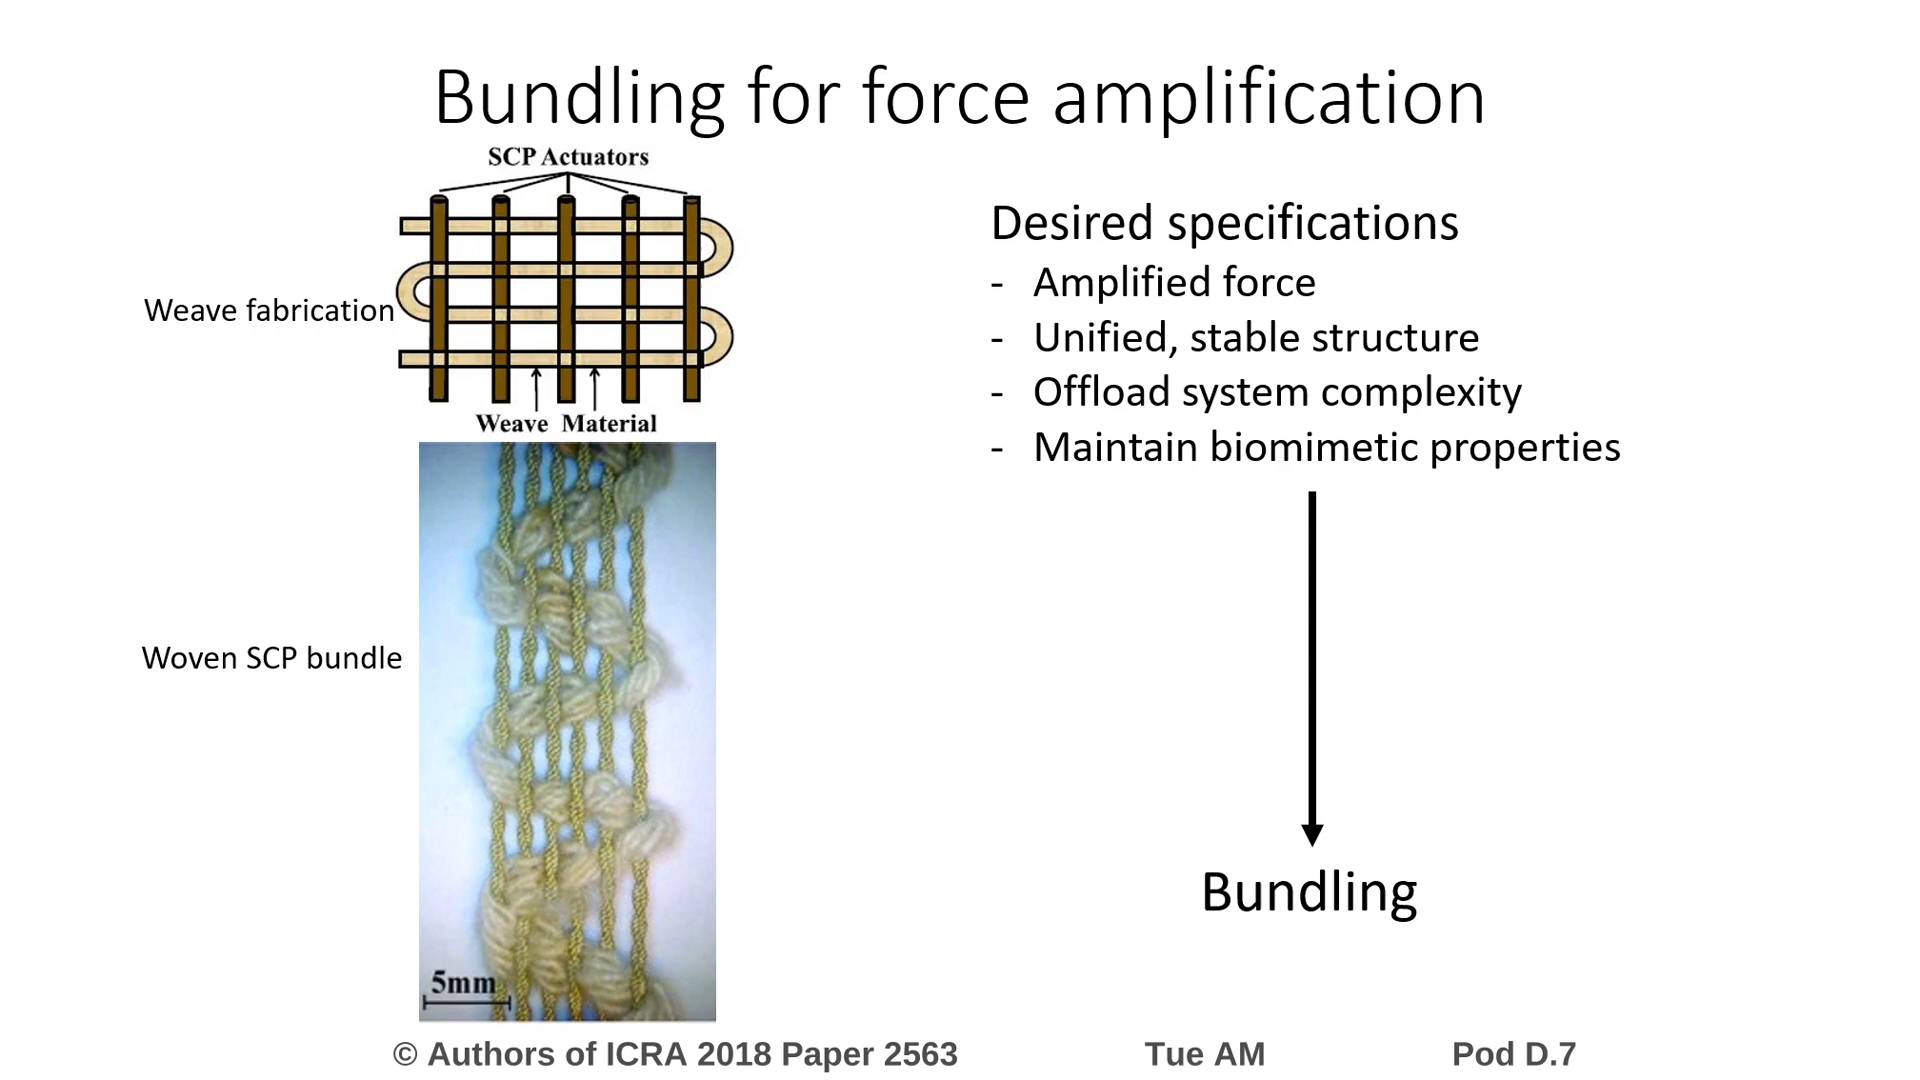 Bundling for force amplification
SCP Actuators
Weave fabrication
Weave Material
Woven SCP bundle
5mm
Desired specifications
- Amplified force
- Unified, stable structure
- Offload system complexity
- Maintain biomimetic properties
Bundling
© Authors of ICRA 2018 Paper 2563 Tue AM Pod D.7